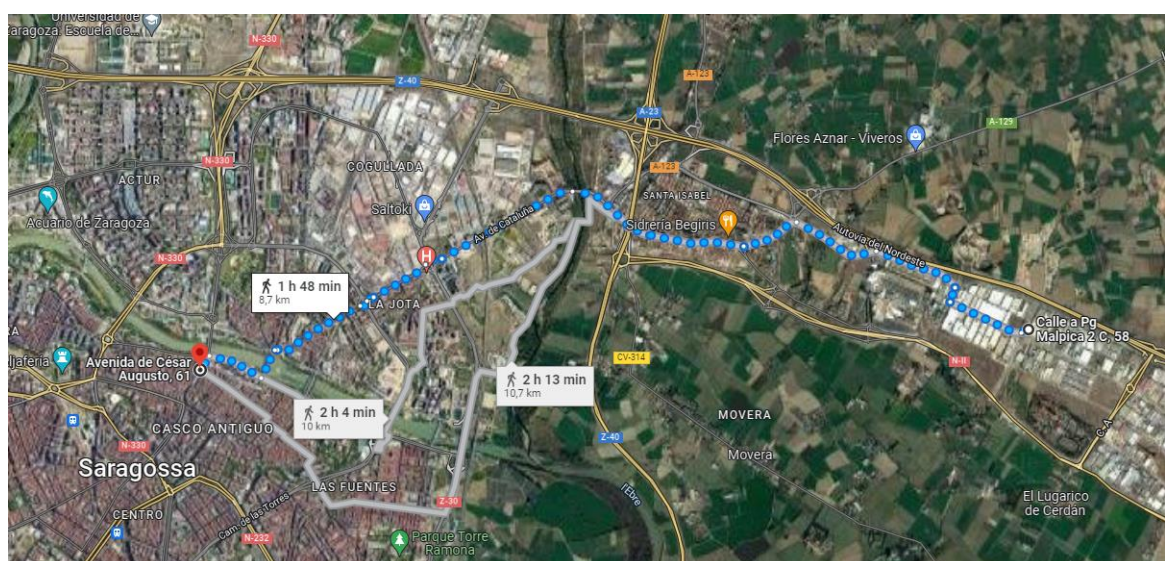 Universidad de
Zaragoza: Escuela de...
N-330
Z-40
A-123
A-23
A-129
Flores Aznar - Viveros
N-330
COGULLADA
A-123
ACTUR
SANTA ISABEL
Acuario de Zaragoza
Saltoki
Sidrería Begiris
Av. de Cataluña
Autovía del Nordeste
N-330
H
1 h 48 min
8,7 km
LA JOTA
Calle a Pg
Malpica 2 C, 58
Avenida de César
Augusto, 61
Aljafería
CV-314
N-II
2 h 13 min
10,7 km
2 h 4 min
10 km
MOVERA
CASCO ANTIGUO
C. A
N-330
Z-40
Movera
Saragossa
LAS FUENTES
l'Ebre
Z-30
El Lugarico
de Cerdán
CENTRO
Cam. de las Torres
N-232
Parque Torre
Ramona